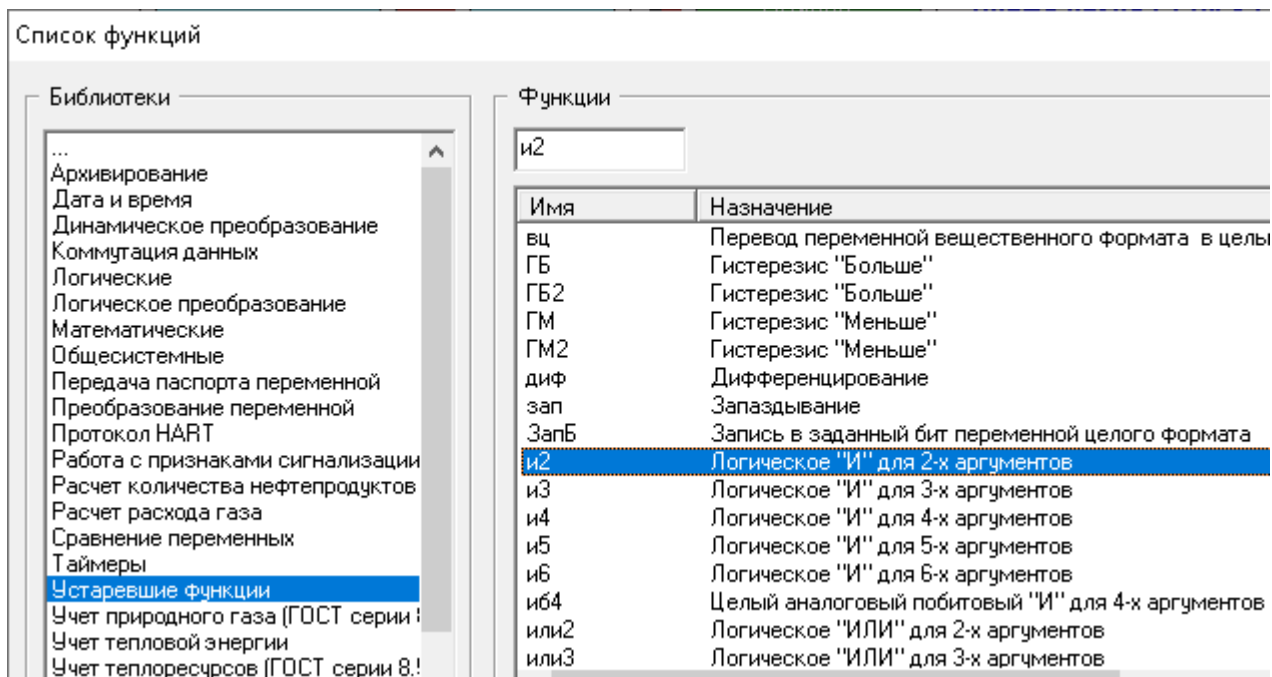 Список функций
Библиотеки
...
Архивирование
Дата и время
Динамическое преобразование
Коммутация данных
Логические
Логическое преобразование
Математические
Общесистемные
Передача паспорта переменной
Преобразование переменной
Протокол HART
Работа с признаками сигнализации
Расчет количества нефтепродуктов
Расчет расхода газа
Сравнение переменных
Таймеры
Устаревшие функции
Учет природного газа (ГОСТ серии
Учет тепловой энергии
Учет теплоресурсов (ГОСТ серии 8.
Функции
и2
Имя Назначение
вц Перевод переменной вещественного формата в целы
ГБ Гистерезис "Больше"
ГБ2 Гистерезис "Больше"
ГМ Гистерезис "Меньше"
ГМ2 Гистерезис "Меньше"
диф Дифференцирование
зап Запаздывание
ЗапБ Запись в заданный бит переменной целого формата
и2 Логическое "И" для 2-х аргументов
и3 Логическое "И" для 3-х аргументов
и4 Логическое "И" для 4-х аргументов
и5 Логическое "И" для 5-х аргументов
и6 Логическое "И" для 6-х аргументов
иб4 Целый аналоговый побитовый "И" для 4-х аргументов
или2 Логическое "ИЛИ" для 2-х аргументов
или3 Логическое "ИЛИ" для 3-х аргументов